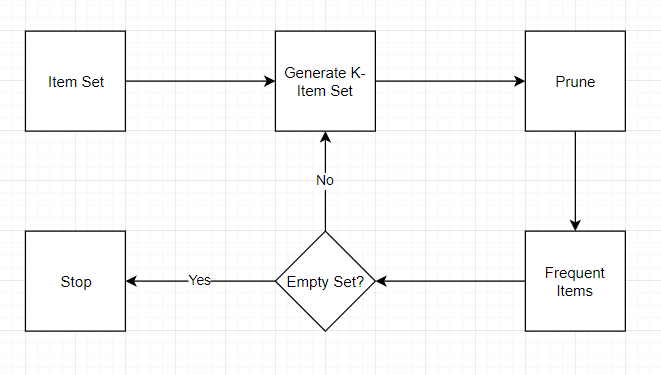 Item Set
Generate K-
Item Set
Prune
No
Stop
Yes
Empty Set?
Frequent
Items